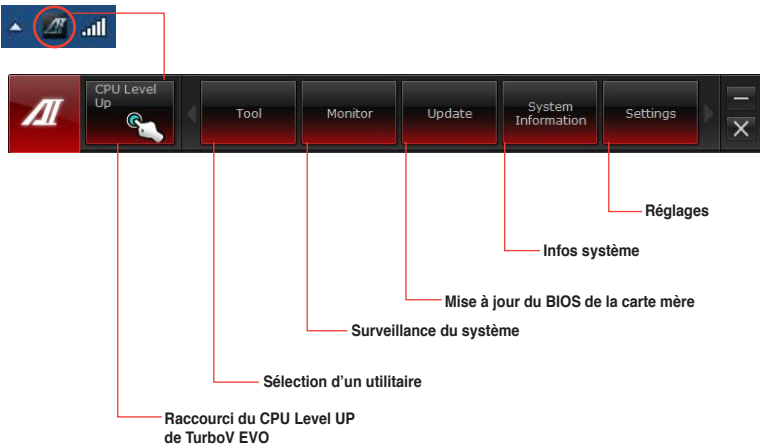 CPU Level
Up
Tool
Monitor
Update
System
Information
Settings
Réglages
Infos système
Mise à jour du BIOS de la carte mère
Surveillance du système
Sélection d'un utilitaire
Raccourci du CPU Level UP
de TurboV EVO